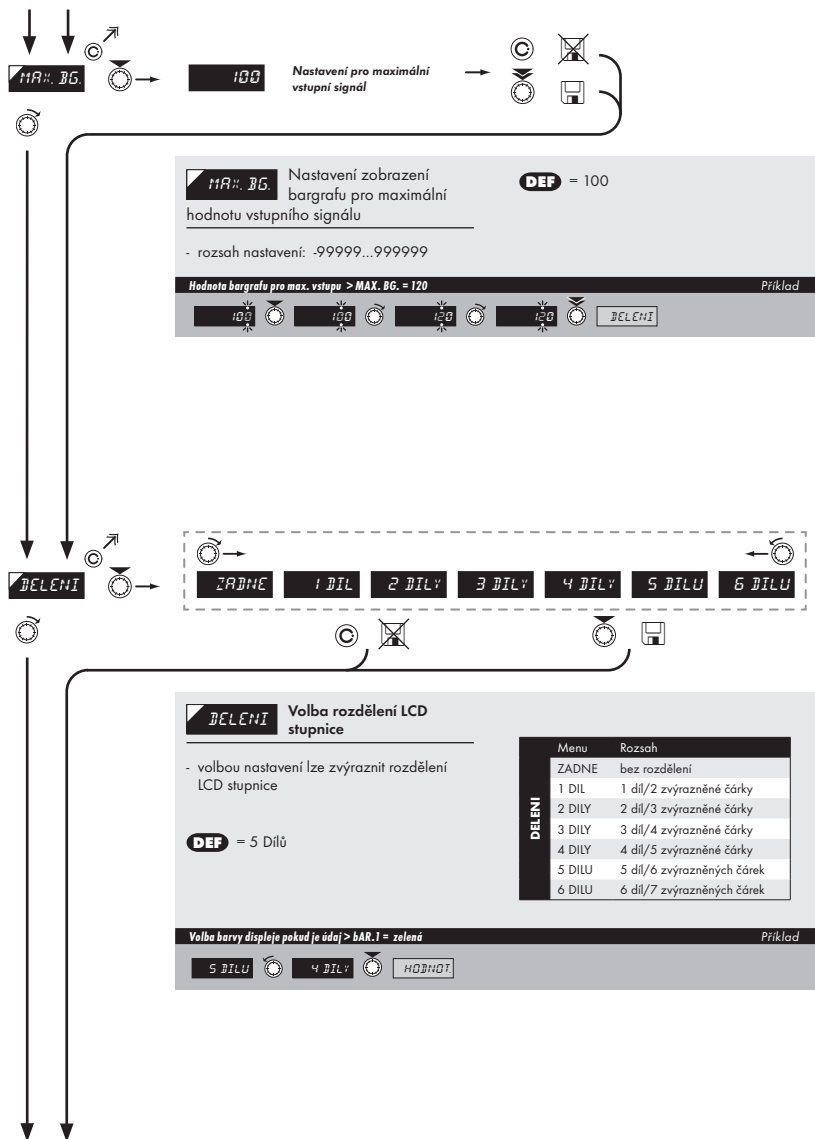 MAX. BG.
100
Nastavení pro maximální
vstupní signál
MAX. BG.
Nastavení zobrazení
bargrafu pro maximální
hodnotu vstupního signálu
DEF = 100
- rozsah nastavení: -99999...999999
Hodnota bargrafu pro max. vstupu > MAX. BG. = 120 Příklad
100 100 120 120 DELENI
DELENI
ZADNE 1 DIL 2 DILY 3 DILY 4 DILY 5 DILU 6 DILU
DELENI
Volba rozdělení LCD
stupnice
- volbou nastavení lze zvýraznit rozdělení
LCD stupnice
DEF = 5 Dílů
DELENI
Menu Rozsah
ZADNE bez rozdělení
1 DIL 1 díl/2 zvýrazněné čárky
2 DILY 2 díl/3 zvýrazněné čárky
3 DILY 3 díl/4 zvýrazněné čárky
4 DILY 4 díl/5 zvýrazněné čárky
5 DILU 5 díl/6 zvýrazněných čárek
6 DILU 6 díl/7 zvýrazněných čárek
Volba barvy displeje pokud je údaj > bAR.1 = zelená Příklad
5 DILU 4 DILY HODNOT.